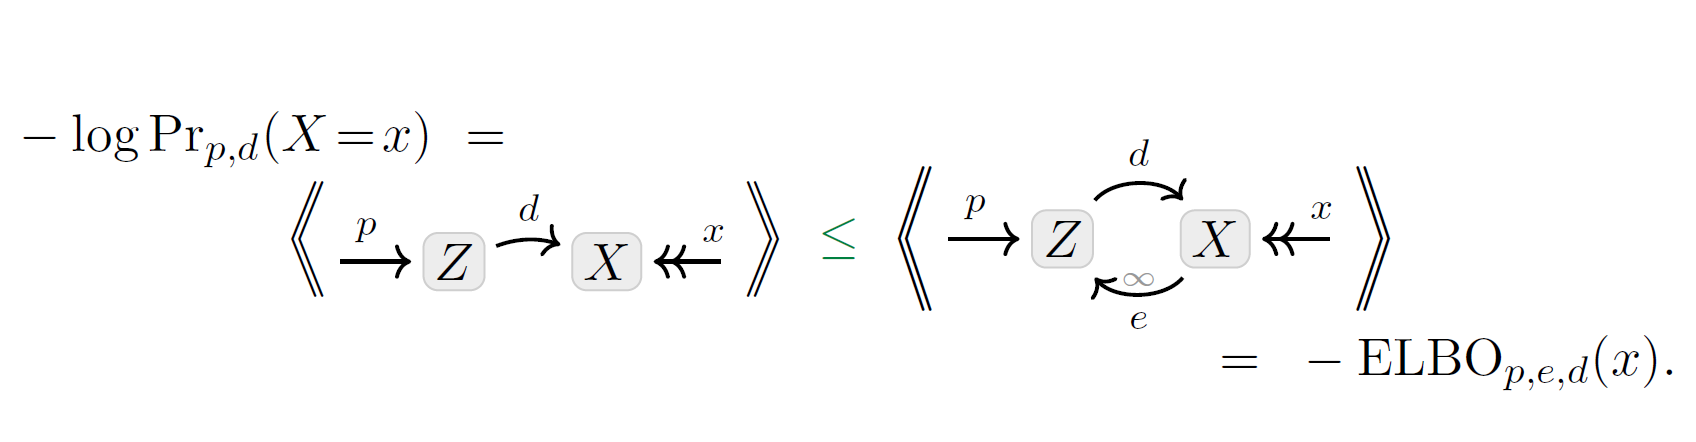 − log Pr_{p,d}(X = x) =
⟪ p Z d X x ⟫ ≤ ⟪ p Z d X x ∞ e ⟫
= − ELBO_{p,e,d}(x).